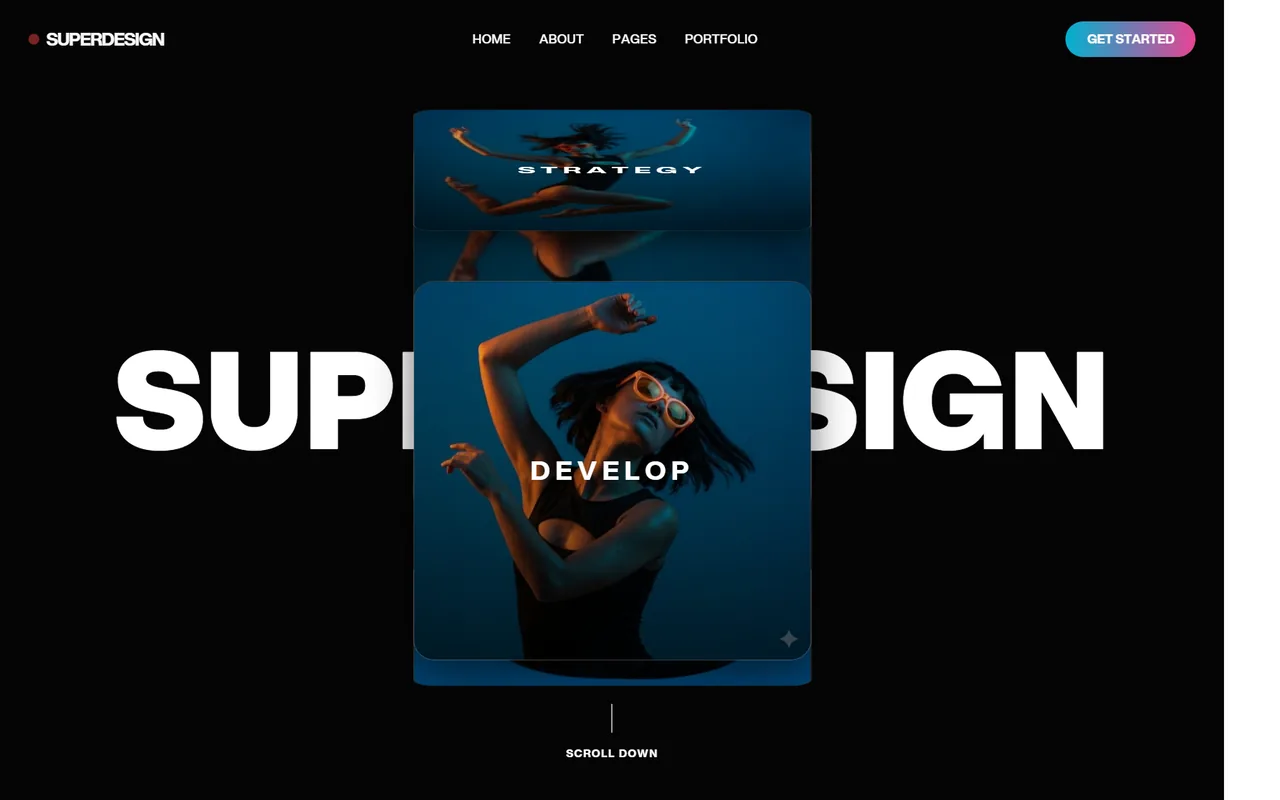 SUPERDESIGN
HOME
ABOUT
PAGES
PORTFOLIO
GET STARTED
STRATEGY
SUP SIGN
DEVELOP
SCROLL DOWN